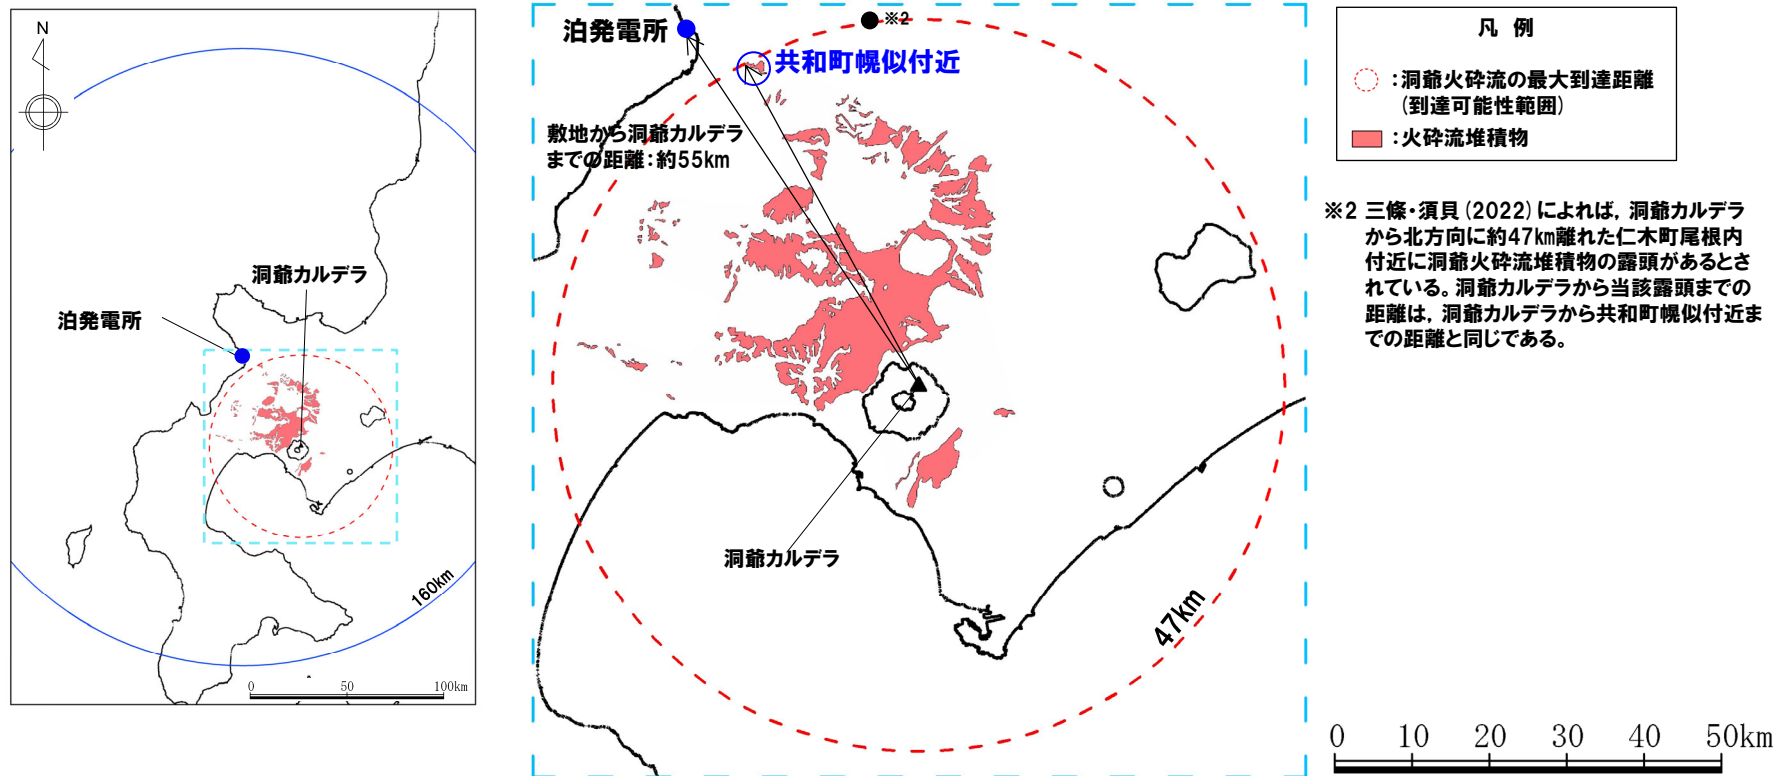 N
洞爺カルデラ
泊発電所
160km
0 50 100km
泊発電所
※2
共和町幌似付近
敷地から洞爺カルデラ
までの距離：約55km
洞爺カルデラ
47km
凡 例
：洞爺火砕流の最大到達距離
(到達可能性範囲)
：火砕流堆積物
※2 三條・須貝(2022)によれば，洞爺カルデラ
から北方向に約47km離れた仁木町尾根内
付近に洞爺火砕流堆積物の露頭があるとさ
れている。洞爺カルデラから当該露頭までの
距離は，洞爺カルデラから共和町幌似付近ま
での距離と同じである。
0 10 20 30 40 50km